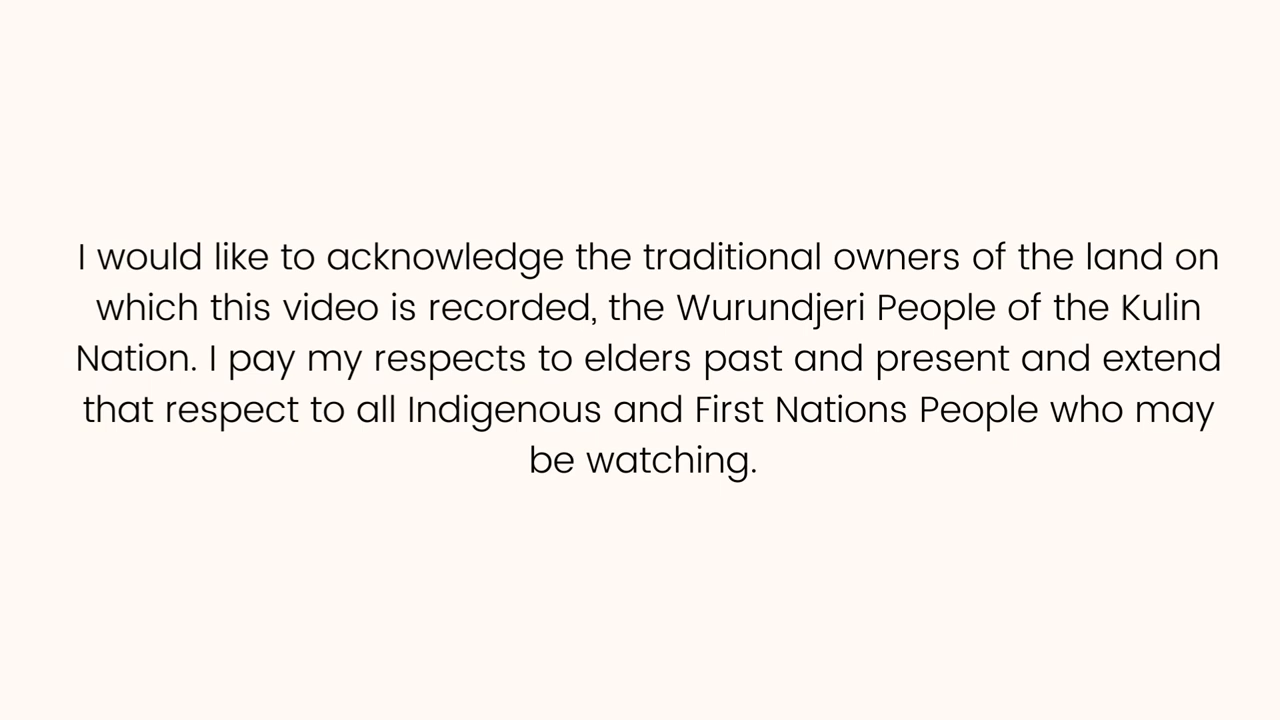 I would like to acknowledge the traditional owners of the land on
which this video is recorded, the Wurundjeri People of the Kulin
Nation. I pay my respects to elders past and present and extend
that respect to all Indigenous and First Nations People who may
be watching.